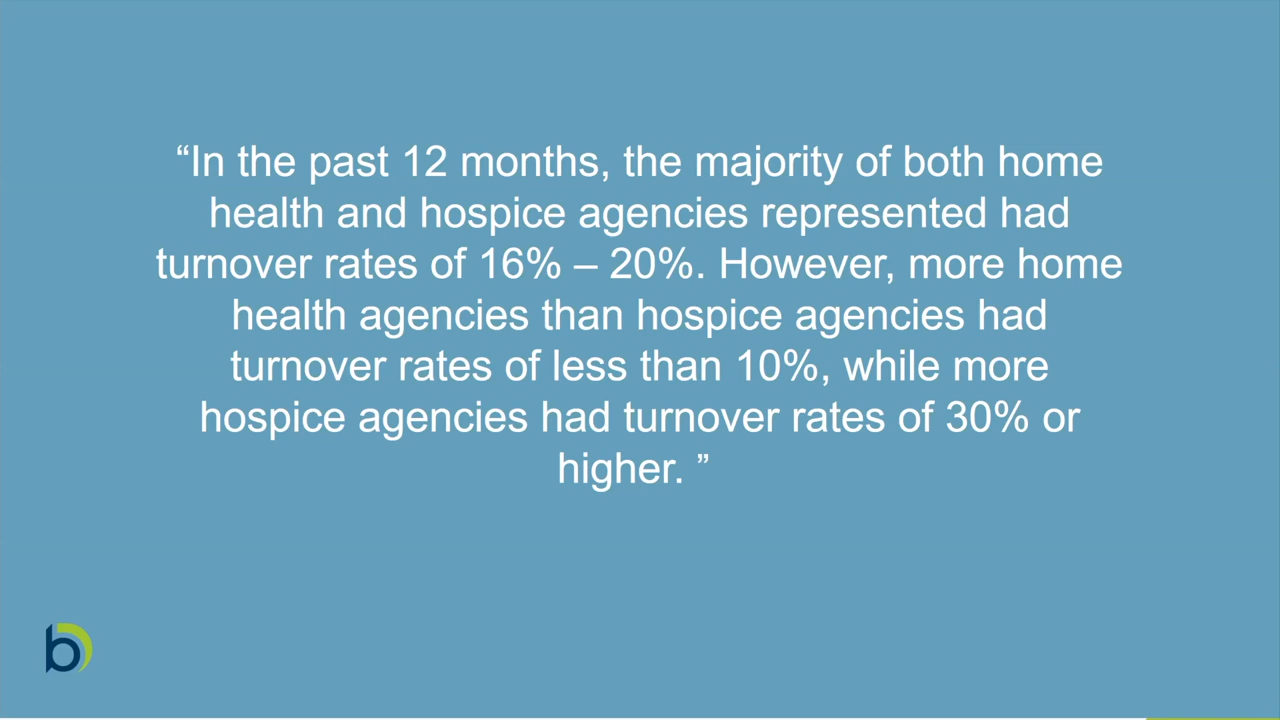 “In the past 12 months, the majority of both home
health and hospice agencies represented had
turnover rates of 16% – 20%. However, more home
health agencies than hospice agencies had
turnover rates of less than 10%, while more
hospice agencies had turnover rates of 30% or
higher. ”
b